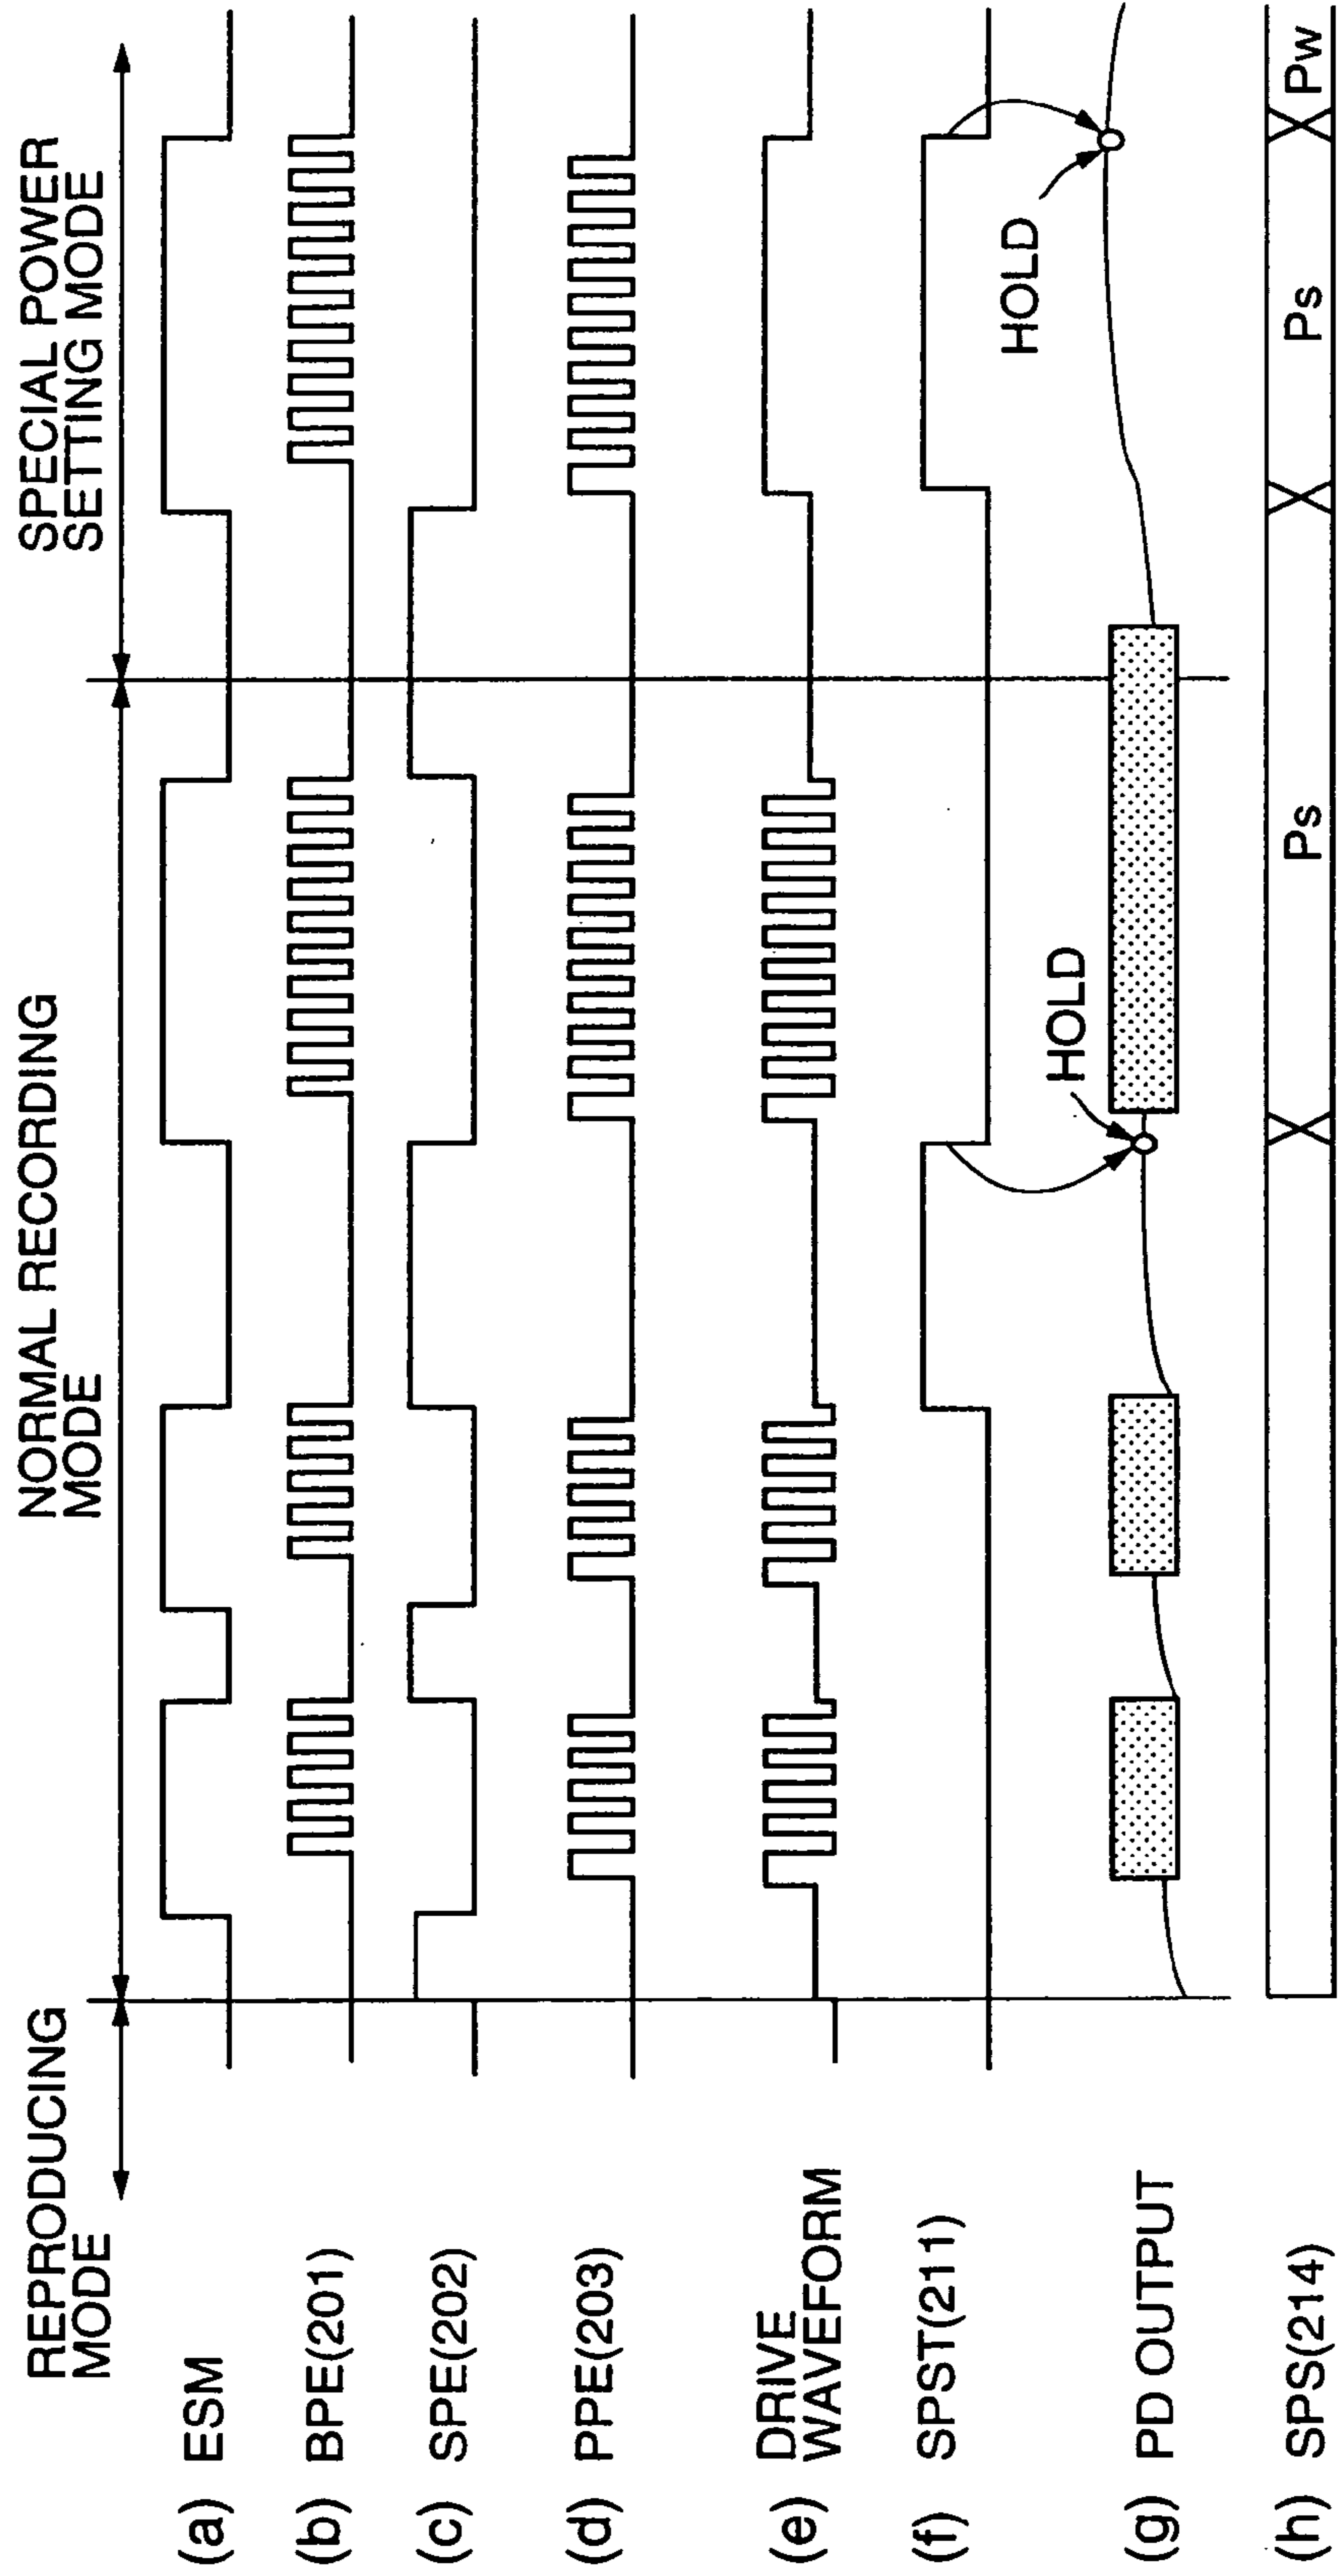 REPRODUCING
MODE
NORMAL RECORDING
MODE
SPECIAL POWER
SETTING MODE
(a) ESM
(b) BPE(201)
(c) SPE(202)
(d) PPE(203)
(e) DRIVE
WAVEFORM
(f) SPST(211)
(g) PD OUTPUT
HOLD
HOLD
(h) SPS(214)
Ps
Ps
Pw